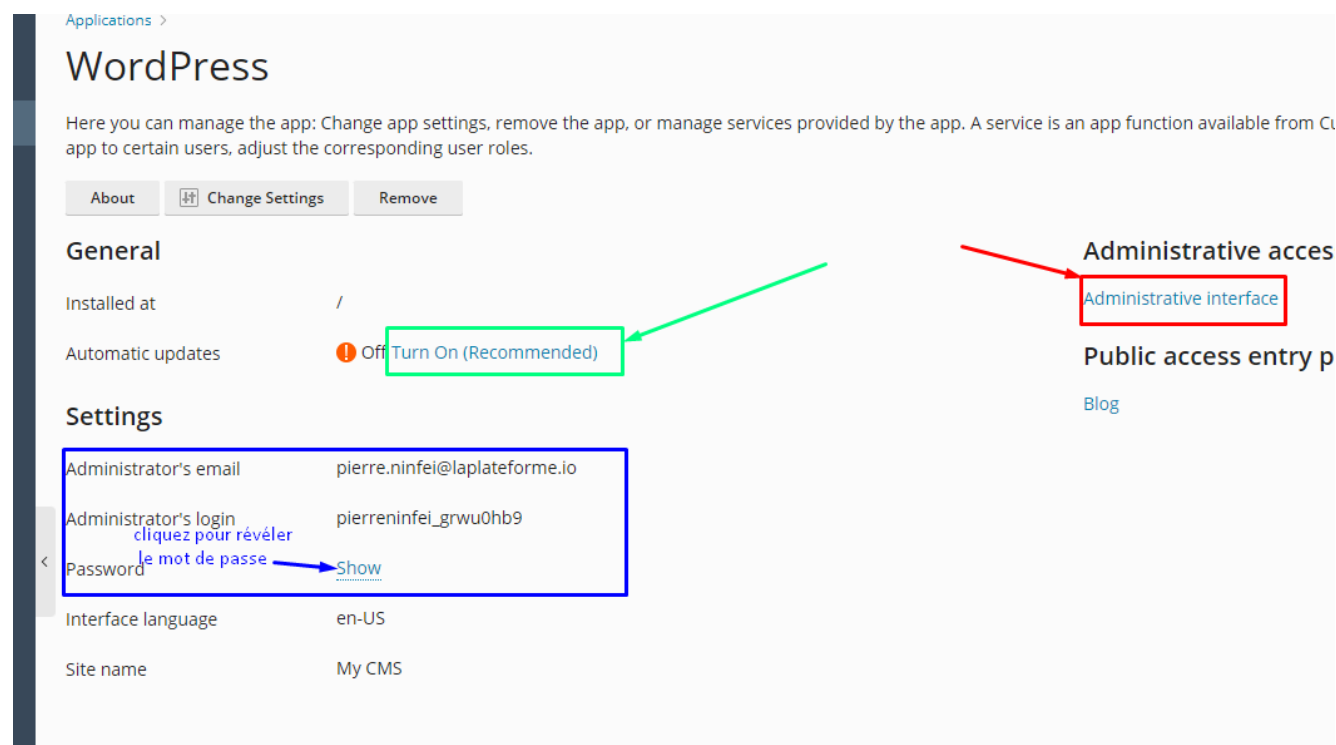 Applications >
WordPress
Here you can manage the app: Change app settings, remove the app, or manage services provided by the app. A service is an app function available from Cu
app to certain users, adjust the corresponding user roles.
About Change Settings Remove
General
Installed at /
Automatic updates Off Turn On (Recommended)
Settings
Administrator's email pierre.ninfei@laplateforme.io
Administrator's login pierreninfei_grwu0hb9
cliquez pour révéler
le mot de passe
Password Show
Interface language en-US
Site name My CMS
Administrative acces
Administrative interface
Public access entry p
Blog